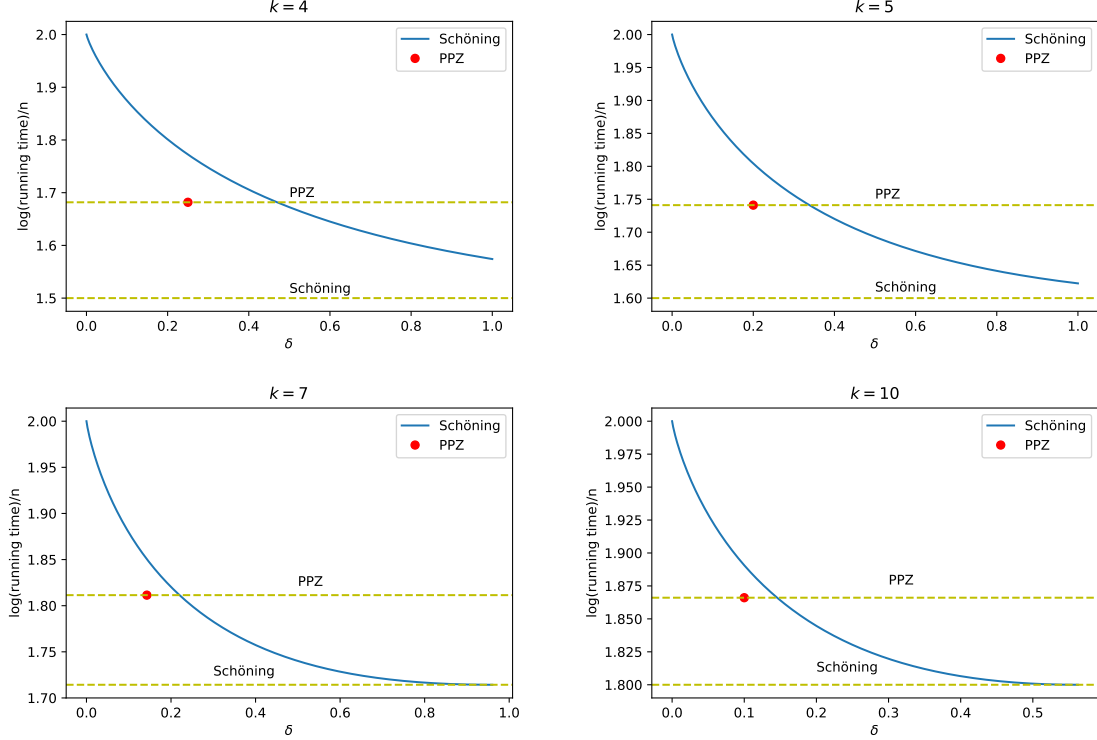 k = 4
2.0
1.9
1.8
1.7
1.6
1.5
log(running time)/n
Schöning
PPZ
PPZ
Schöning
0.0 0.2 0.4 0.6 0.8 1.0
δ
k = 5
2.00
1.95
1.90
1.85
1.80
1.75
1.70
1.65
1.60
log(running time)/n
Schöning
PPZ
PPZ
Schöning
0.0 0.2 0.4 0.6 0.8 1.0
δ
k = 7
2.00
1.95
1.90
1.85
1.80
1.75
1.70
log(running time)/n
Schöning
PPZ
PPZ
Schöning
0.0 0.2 0.4 0.6 0.8 1.0
δ
k = 10
2.000
1.975
1.950
1.925
1.900
1.875
1.850
1.825
1.800
log(running time)/n
Schöning
PPZ
PPZ
Schöning
0.0 0.1 0.2 0.3 0.4 0.5
δ